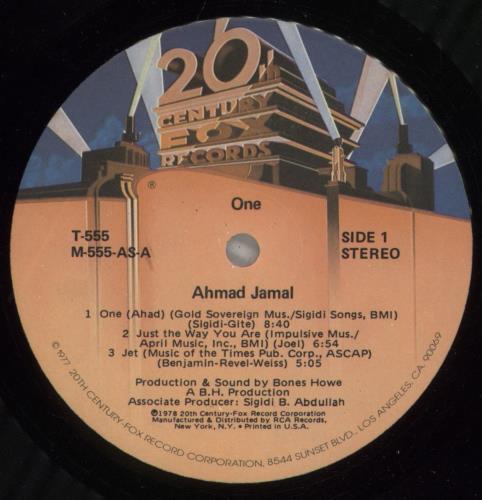 20th
CENTURY
FOX
RECORDS
®
One
T-555
M-555-AS-A
SIDE 1
STEREO
Ahmad Jamal
1 One (Ahad) (Gold Sovereign Mus./Sigidi Songs, BMI)
(Sigidi-Gite) 8:40
2 Just the Way You Are (Impulsive Mus./
April Music, Inc., BMI) (Joel) 6:54
3 Jet (Music of the Times Pub. Corp., ASCAP)
(Benjamin-Revel-Weiss) 5:05
Production & Sound by Bones Howe
A B.H. Production
Associate Producer: Sigidi B. Abdullah
©1978 20th Century-Fox Record Corporation
Manufactured & Distributed by RCA Records,
New York, N.Y. • Printed in U.S.A.
©1977 20TH CENTURY-FOX RECORD CORPORATION, 8544 SUNSET BLVD., LOS ANGELES, CA. 90069